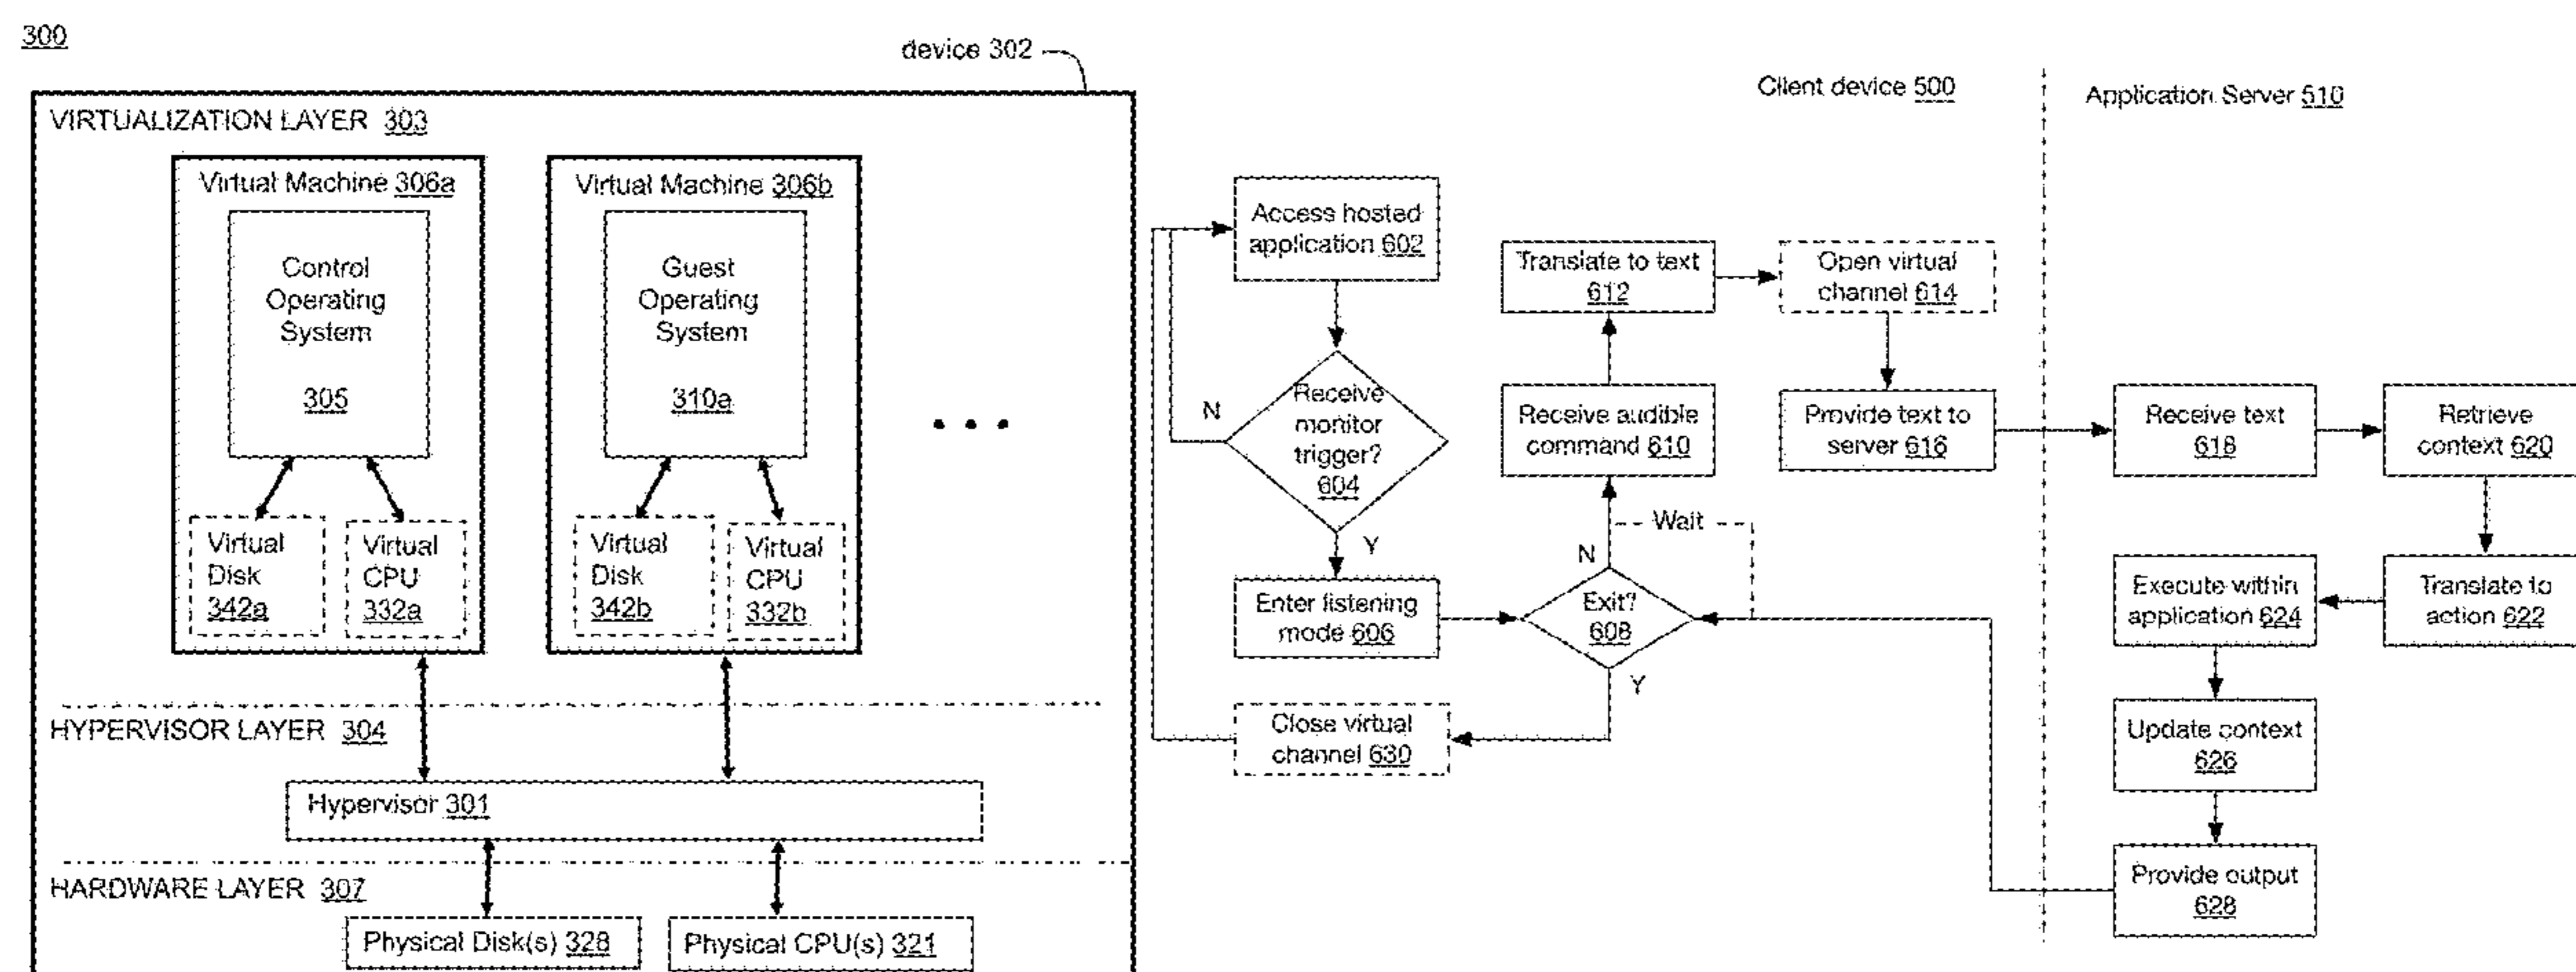 300
device 302
VIRTUALIZATION LAYER 303
Virtual Machine 306a
Control
Operating
System
305
Virtual
Disk
342a
Virtual
CPU
332a
Virtual Machine 306b
Guest
Operating
System
310a
Virtual
Disk
342b
Virtual
CPU
332b
HYPERVISOR LAYER 304
Hypervisor 301
HARDWARE LAYER 307
Physical Disk(s) 328
Physical CPU(s) 321
Client device 500
Application Server 510
Access hosted
application 602
Receive
monitor
trigger?
604
N
Y
Enter listening
mode 606
Exit?
608
N
Wait
Y
Receive audible
command 610
Translate to text
612
Open virtual
channel 614
Provide text to
server 616
Receive text
618
Retrieve
context 620
Translate to
action 622
Execute within
application 624
Update context
626
Provide output
628
Close virtual
channel 630